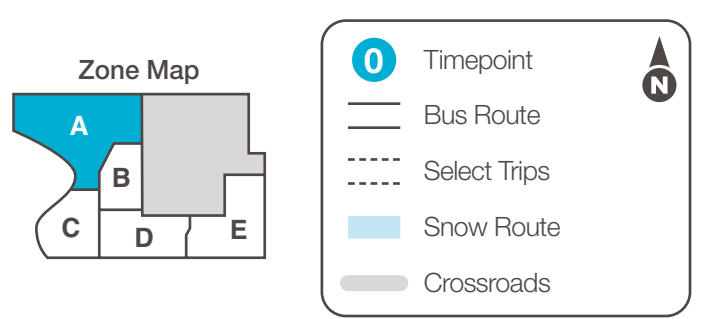 Zone Map
A
B
C
D
E
0 Timepoint
N
Bus Route
Select Trips
Snow Route
Crossroads